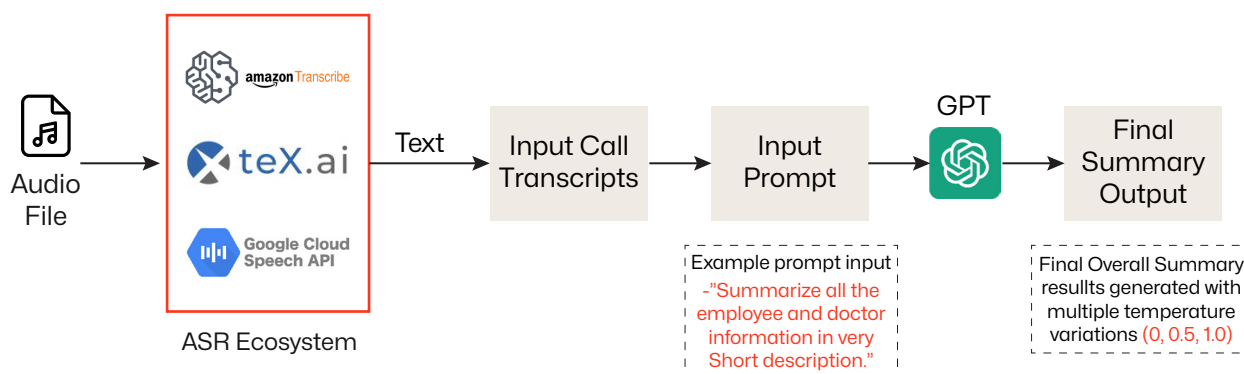 Audio
File
amazon Transcribe
teX.ai
Google Cloud
Speech API
ASR Ecosystem
Text
Input Call
Transcripts
Input
Prompt
Example prompt input
-”Summarize all the
employee and doctor
information in very
Short description.”
GPT
Final
Summary
Output
Final Overall Summary
resullts generated with
multiple temperature
variations (0, 0.5, 1.0)